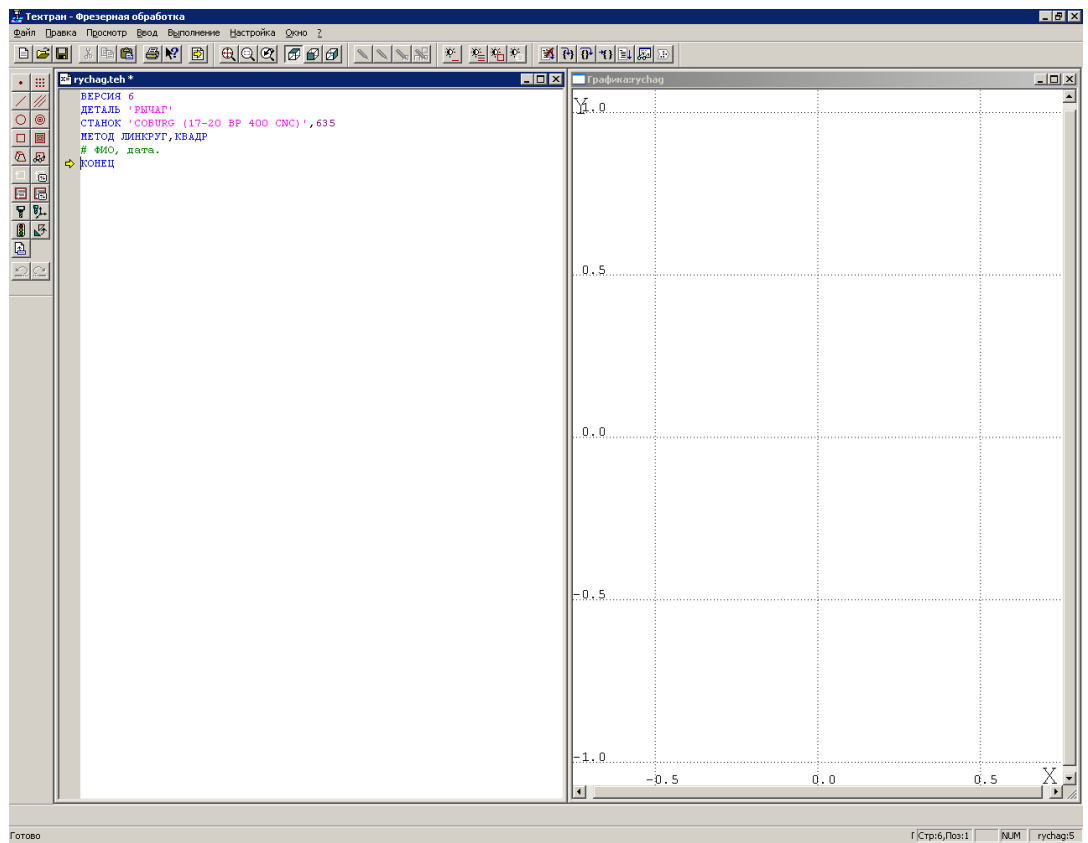 Техтран - Фрезерная обработка
Файл Правка Просмотр Ввод Выполнение Настройка Окно ?
rychag.teh *
ВЕРСИЯ 6
ДЕТАЛЬ 'РЫЧАГ'
СТАНОК 'COBURG (17-20 BP 400 CNC)',635
МЕТОД ЛИНКРУГ,КВАДР
# ФИО, дата.
КОНЕЦ
Графика:rychag
Y
1.0
0.5
0.0
-0.5
-1.0
-0.5 0.0 0.5 X
Готово
Стр:6,Поз:1 NUM rychag:5